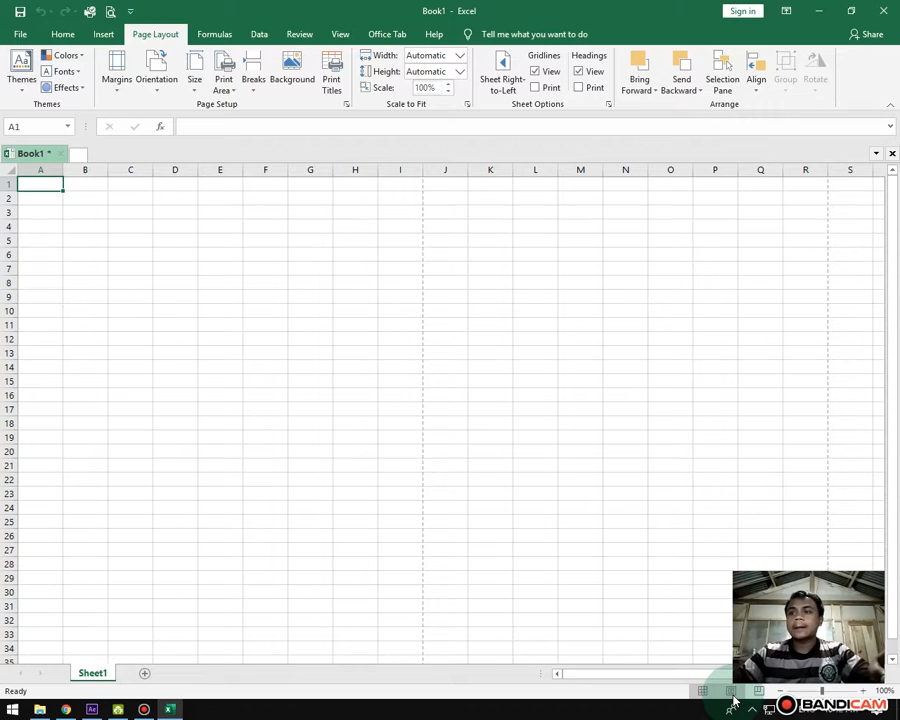 Book1 - Excel
Sign in
File Home Insert Page Layout Formulas Data Review View Office Tab Help Tell me what you want to do Share
Themes
Colors
Fonts
Effects
Margins
Orientation
Size
Print Area
Breaks
Background
Print Titles
Width: Automatic
Height: Automatic
Scale: 100%
Sheet Right-to-Left
Gridlines
View
Print
Headings
View
Print
Bring Forward
Send Backward
Selection Pane
Align
Group
Rotate
Themes Page Setup Scale to Fit Sheet Options Arrange
A1
fx
Book1 *
A B C D E F G H I J K L M N O P Q R S
1
2
3
4
5
6
7
8
9
10
11
12
13
14
15
16
17
18
19
20
21
22
23
24
25
26
27
28
29
30
31
32
33
34
35
Sheet1
Ready
100%
Ae
BANDICAM